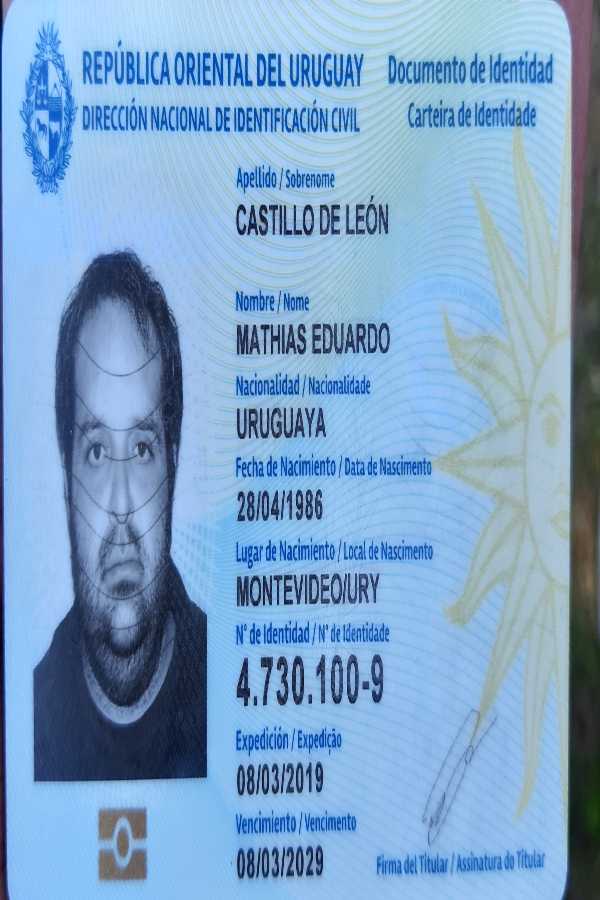 REPÚBLICA ORIENTAL DEL URUGUAY
DIRECCIÓN NACIONAL DE IDENTIFICACIÓN CIVIL
Documento de Identidad
Carteira de Identidade
Apellido / Sobrenome
CASTILLO DE LEÓN
Nombre / Nome
MATHIAS EDUARDO
Nacionalidad / Nacionalidade
URUGUAYA
Fecha de Nacimiento / Data de Nascimento
28/04/1986
Lugar de Nacimiento / Local de Nascimento
MONTEVIDEO/URY
N° de Identidad / N° de Identidade
4.730.100-9
Expedición / Expedição
08/03/2019
Vencimiento / Vencimento
08/03/2029
Firma del Titular / Assinatura do Titular